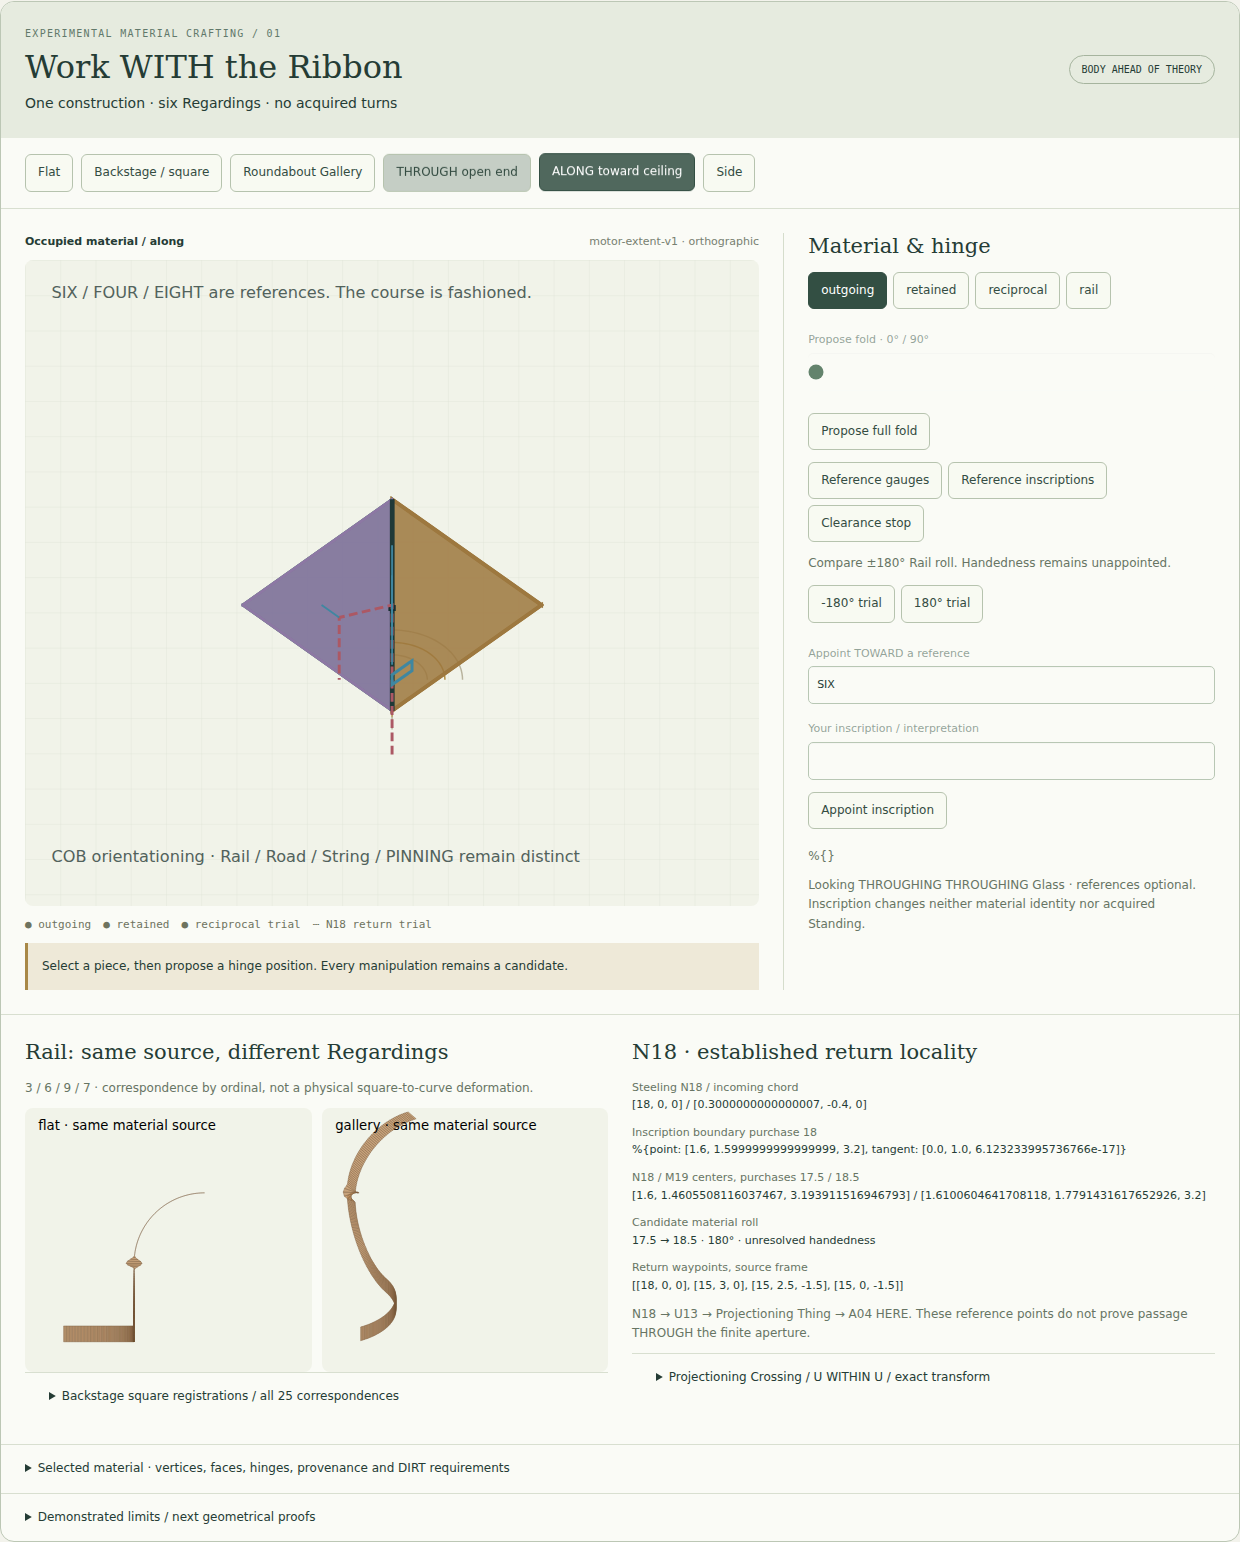 EXPERIMENTAL MATERIAL CRAFTING / 01
Work WITH the Ribbon
One construction · six Regardings · no acquired turns
BODY AHEAD OF THEORY
Flat
Backstage / square
Roundabout Gallery
THROUGH open end
ALONG toward ceiling
Side
Occupied material / along
motor-extent-v1 · orthographic
SIX / FOUR / EIGHT are references. The course is fashioned.
COB orientationing · Rail / Road / String / PINNING remain distinct
● outgoing ● retained ● reciprocal trial — N18 return trial
Select a piece, then propose a hinge position. Every manipulation remains a candidate.
Material & hinge
outgoing
retained
reciprocal
rail
Propose fold · 0° / 90°
Propose full fold
Reference gauges
Reference inscriptions
Clearance stop
Compare ±180° Rail roll. Handedness remains unappointed.
-180° trial
180° trial
Appoint TOWARD a reference
SIX
Your inscription / interpretation
Appoint inscription
%{}
Looking THROUGHING THROUGHING Glass · references optional.
Inscription changes neither material identity nor acquired
Standing.
Rail: same source, different Regardings
3 / 6 / 9 / 7 · correspondence by ordinal, not a physical square-to-curve deformation.
flat · same material source
gallery · same material source
▶ Backstage square registrations / all 25 correspondences
N18 · established return locality
Steeling N18 / incoming chord
[18, 0, 0] / [0.3000000000000007, -0.4, 0]
Inscription boundary purchase 18
%{point: [1.6, 1.5999999999999999, 3.2], tangent: [0.0, 1.0, 6.123233995736766e-17]}
N18 / M19 centers, purchases 17.5 / 18.5
[1.6, 1.4605508116037467, 3.193911516946793] / [1.6100604641708118, 1.7791431617652926, 3.2]
Candidate material roll
17.5 → 18.5 · 180° · unresolved handedness
Return waypoints, source frame
[[18, 0, 0], [15, 3, 0], [15, 2.5, -1.5], [15, 0, -1.5]]
N18 → U13 → Projectioning Thing → A04 HERE. These reference points do not prove passage
THROUGH the finite aperture.
▶ Projectioning Crossing / U WITHIN U / exact transform
▶ Selected material · vertices, faces, hinges, provenance and DIRT requirements
▶ Demonstrated limits / next geometrical proofs